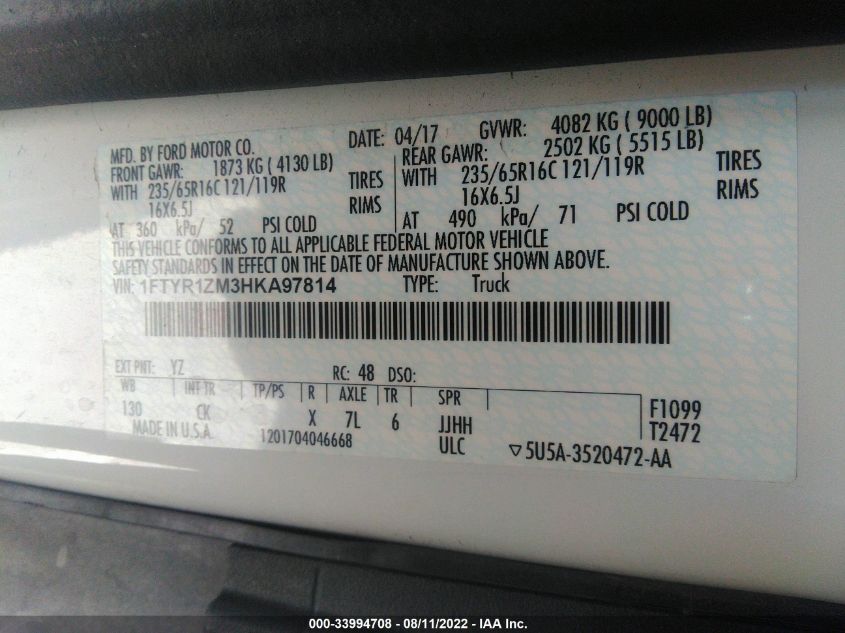 MFD. BY FORD MOTOR CO. DATE: 04/17 GVWR: 4082 KG ( 9000 LB)
FRONT GAWR: 1873 KG ( 4130 LB) REAR GAWR: 2502 KG ( 5515 LB)
WITH 235/65R16C 121/119R TIRES WITH 235/65R16C 121/119R TIRES
16X6.5J RIMS 16X6.5J RIMS
AT 360 kPa/ 52 PSI COLD AT 490 kPa/ 71 PSI COLD
THIS VEHICLE CONFORMS TO ALL APPLICABLE FEDERAL MOTOR VEHICLE
SAFETY STANDARDS IN EFFECT ON THE DATE OF MANUFACTURE SHOWN ABOVE.
VIN: 1FTYR1ZM3HKA97814 TYPE: Truck
EXT PNT: YZ RC: 48 DSO:
WB INT TR TP/PS R AXLE TR SPR
130 CK X 7L 6 JJHH F1099
MADE IN U.S.A. 1201704046668 ULC T2472
▽5U5A-3520472-AA
000-33994708 - 08/11/2022 - IAA Inc.